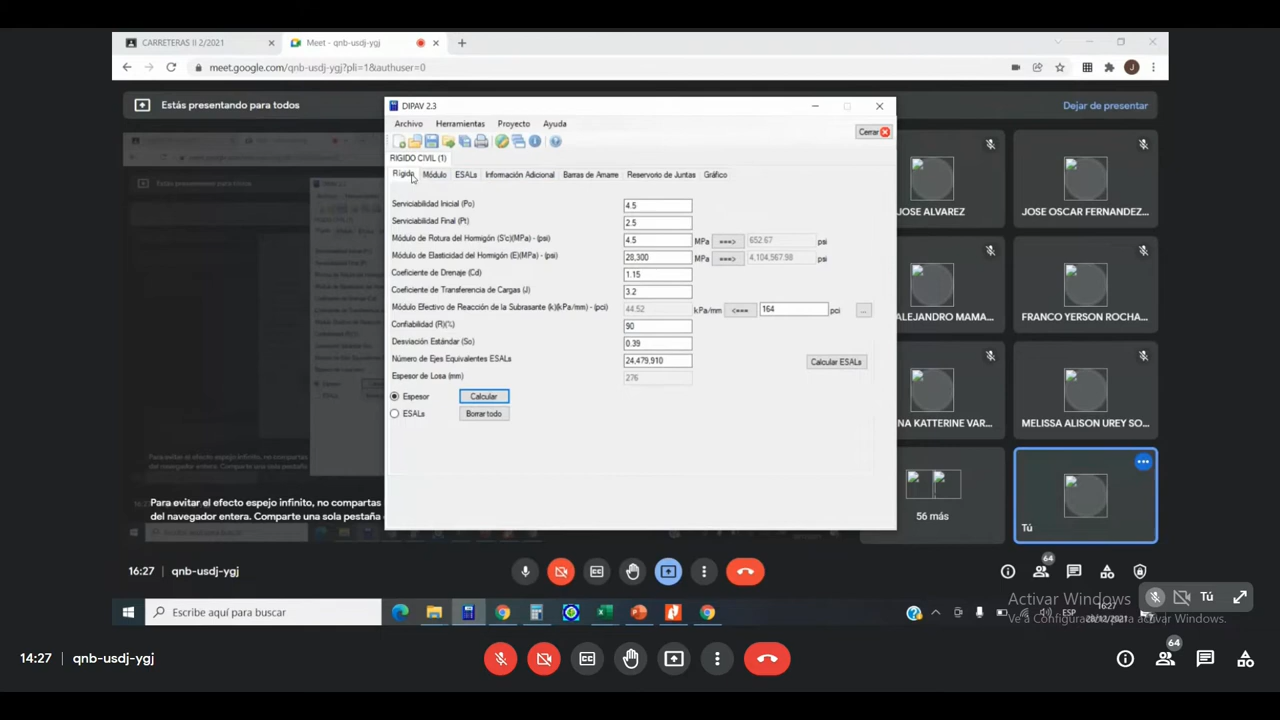 CARRETERAS II 2/2021
Meet - qnb-usdj-ygj
meet.google.com/qnb-usdj-ygj?pli=1&authuser=0
J
Estás presentando para todos
Dejar de presentar
DIPAV 2.3
Archivo Herramientas Proyecto Ayuda
Cerrar
RIGIDO CIVIL (1)
Rígido Módulo ESALs Información Adicional Barras de Amarre Reservorio de Juntas Gráfico
Serviciabilidad Inicial (Po) 4.5
Serviciabilidad Final (Pt) 2.5
Módulo de Rotura del Hormigón (S'c)(MPa) - (psi) 4.5 MPa ===> 652.67 psi
Módulo de Elasticidad del Hormigón (E)(MPa) - (psi) 28,300 MPa ===> 4,104,567.98 psi
Coeficiente de Drenaje (Cd) 1.15
Coeficiente de Transferencia de Cargas (J) 3.2
Módulo Efectivo de Reacción de la Subrasante (k)(kPa/mm) - (pci) 44.52 kPa/mm <=== 164 pci ...
Confiabilidad (R)(%) 90
Desviación Estándar (So) 0.39
Número de Ejes Equivalentes ESALs 24,479,910 Calcular ESALs
Espesor de Losa (mm) 276
Espesor Calcular
ESALs Borrar todo
JOSE ALVAREZ
JOSE OSCAR FERNANDEZ...
ALEJANDRO MAMA...
FRANCO YERSON ROCHA...
NA KATTERINE VAR...
MELISSA ALISON UREY SO...
56 más
Tú
Para evitar el efecto espejo infinito, no compartas
del navegador entera. Comparte una sola pestaña
16:27 qnb-usdj-ygj
64
Activar Windows
Ve a Configuración para activar Windows.
Tú
Escribe aquí para buscar
ESP
16:27
14:27 qnb-usdj-ygj
64